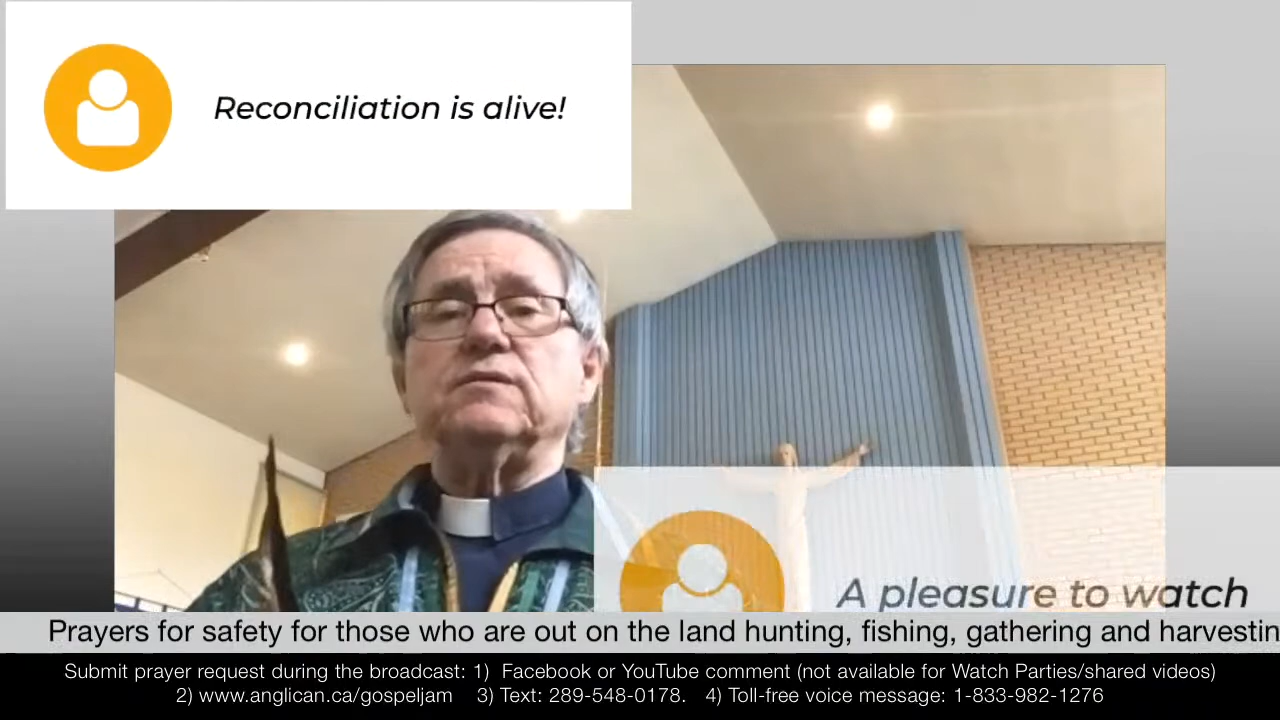 Reconciliation is alive!
A pleasure to watch
Prayers for safety for those who are out on the land hunting, fishing, gathering and harvestin
Submit prayer request during the broadcast: 1) Facebook or YouTube comment (not available for Watch Parties/shared videos)
2) www.anglican.ca/gospeljam 3) Text: 289-548-0178. 4) Toll-free voice message: 1-833-982-1276